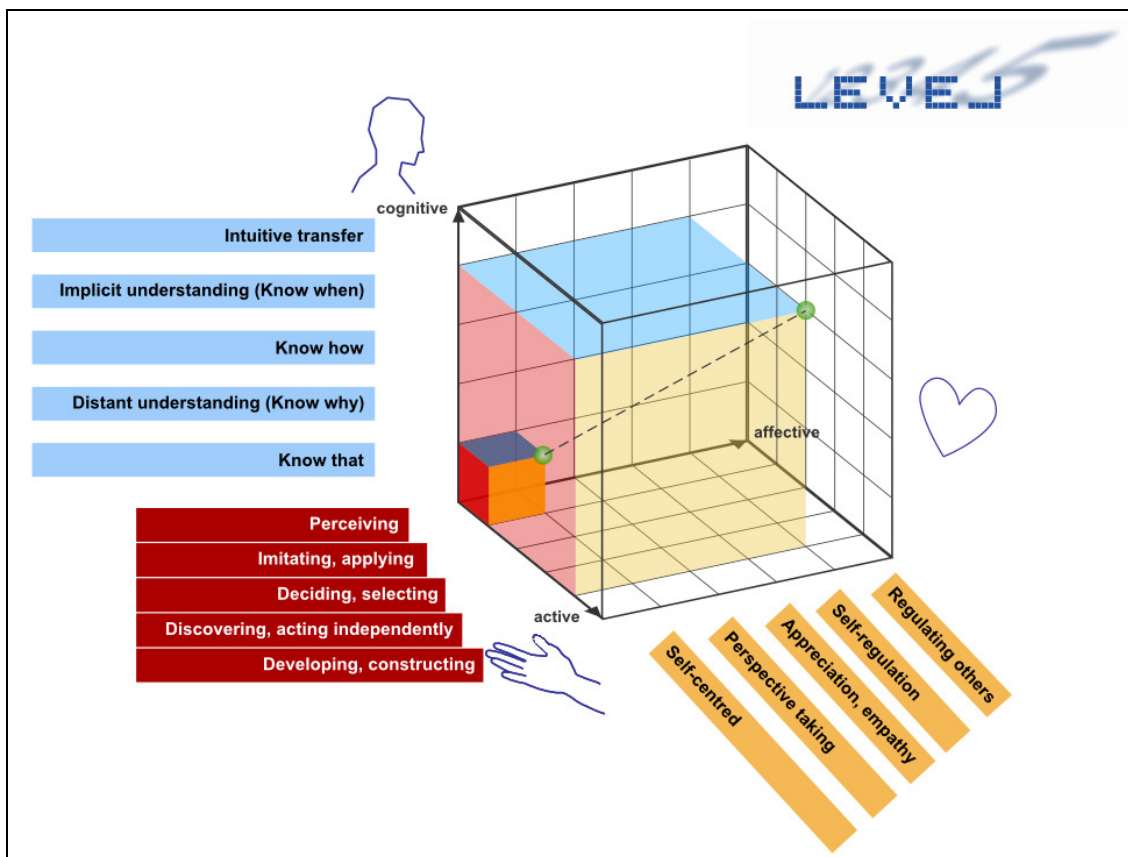 12345
LEVEL
cognitive
Intuitive transfer
Implicit understanding (Know when)
Know how
Distant understanding (Know why)
Know that
affective
Perceiving
Imitating, applying
Deciding, selecting
Discovering, acting independently
Developing, constructing
active
Self-centred
Perspective taking
Appreciation, empathy
Self-regulation
Regulating others